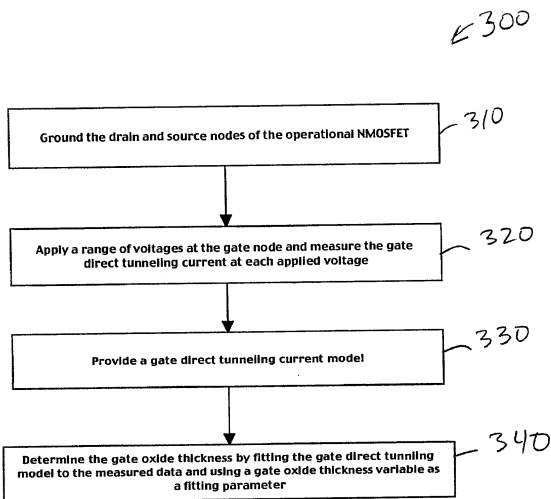 300
Ground the drain and source nodes of the operational NMOSFET
310
Apply a range of voltages at the gate node and measure the gate
direct tunneling current at each applied voltage
320
Provide a gate direct tunneling current model
330
Determine the gate oxide thickness by fitting the gate direct tunnling
model to the measured data and using a gate oxide thickness variable as
a fitting parameter
340